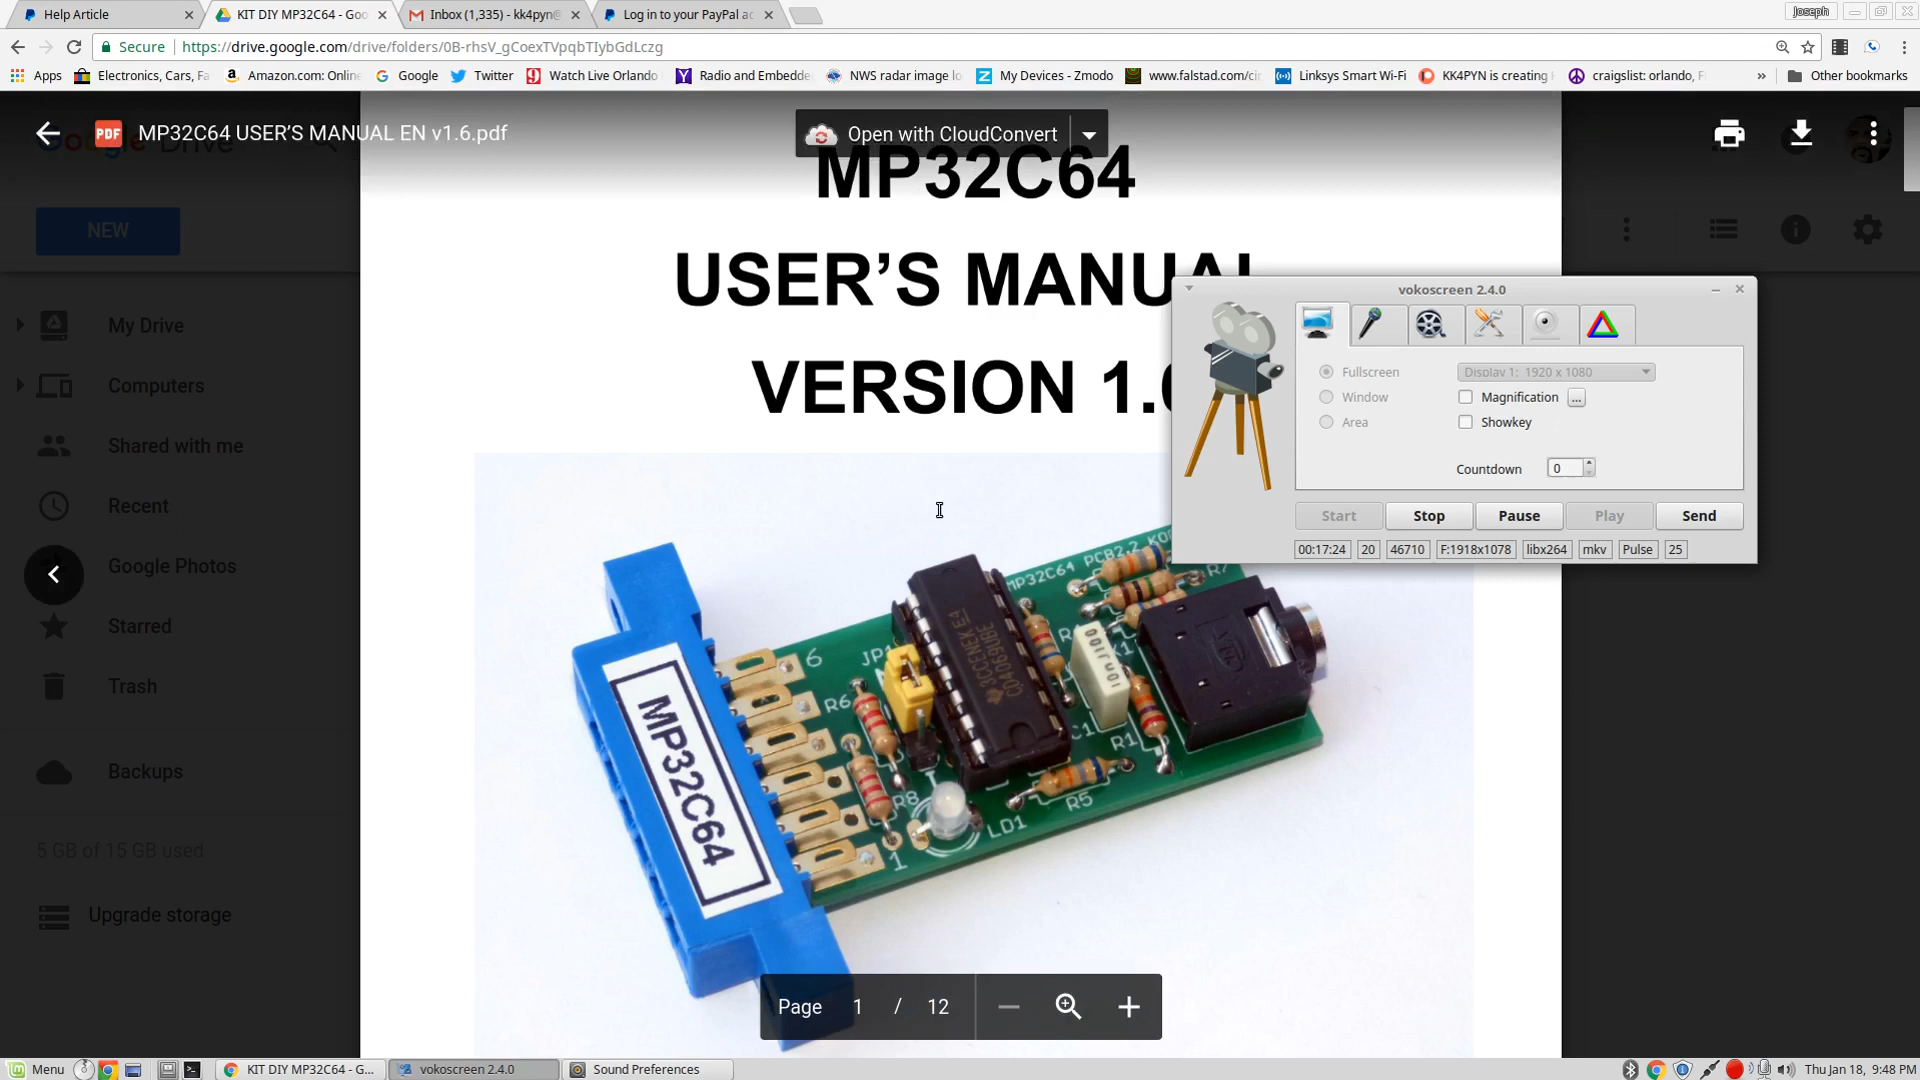 Help Article
KIT DIY MP32C64 - Goo
Inbox (1,335) - kk4pyn@
Log in to your PayPal ac
Joseph
Secure
https://drive.google.com/drive/folders/0B-rhsV_gCoexTVpqbTIybGdLczg
Apps
Electronics, Cars, Fa
Amazon.com: Online
Google
Twitter
Watch Live Orlando
Radio and Embedde
NWS radar image lo
My Devices - Zmodo
www.falstad.com/cir
Linksys Smart Wi-Fi
KK4PYN is creating
craigslist: orlando, F
»
Other bookmarks
PDF
MP32C64 USER'S MANUAL EN v1.6.pdf
Open with CloudConvert
NEW
My Drive
Computers
Shared with me
Recent
Google Photos
Starred
Trash
Backups
5 GB of 15 GB used
Upgrade storage
MP32C64
USER'S MANUAL
VERSION 1.6
vokoscreen 2.4.0
Fullscreen
Display 1: 1920 x 1080
Window
Magnification
...
Area
Showkey
Countdown
0
Start
Stop
Pause
Play
Send
00:17:24
20
46710
F:1918x1078
libx264
mkv
Pulse
25
MP32C64 PCB2.2
R7
6
JP1
R6
CD4069UBE
C1
R1
R8
R5
LD1
1
MP32C64
Page 1 / 12
Menu
KIT DIY MP32C64 - G...
vokoscreen 2.4.0
Sound Preferences
Thu Jan 18, 9:48 PM